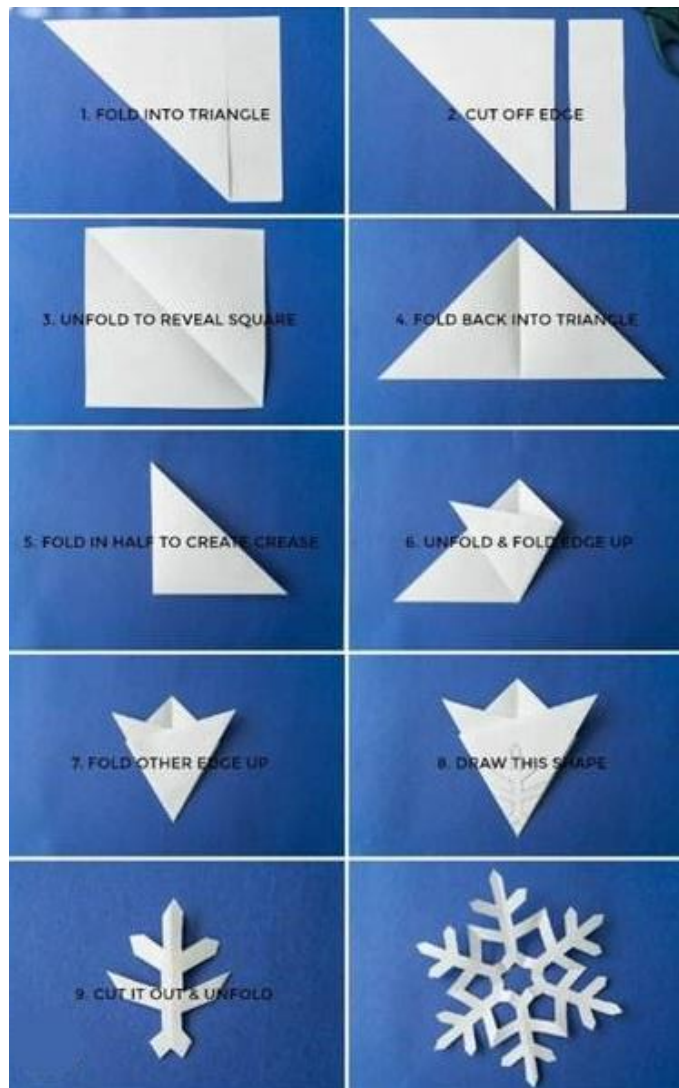 1. FOLD INTO TRIANGLE
2. CUT OFF EDGE
3. UNFOLD TO REVEAL SQUARE
4. FOLD BACK INTO TRIANGLE
5. FOLD IN HALF TO CREATE CREASE
6. UNFOLD & FOLD EDGE UP
7. FOLD OTHER EDGE UP
8. DRAW THIS SHAPE
9. CUT IT OUT & UNFOLD